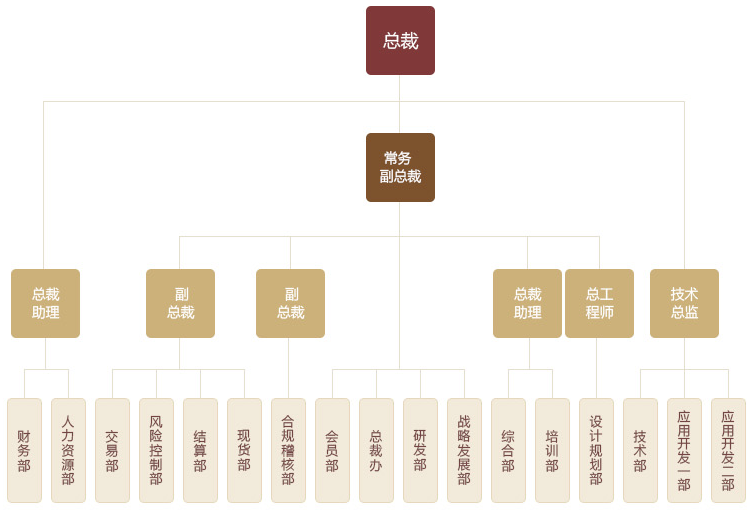 总裁
常务
副总裁
总裁
助理
副
总裁
副
总裁
总裁
助理
总工
程师
技术
总监
财务部
人力资源部
交易部
风险控制部
结算部
现货部
合规稽核部
会员部
总裁办
研发部
战略发展部
综合部
培训部
设计规划部
技术部
应用开发一部
应用开发二部